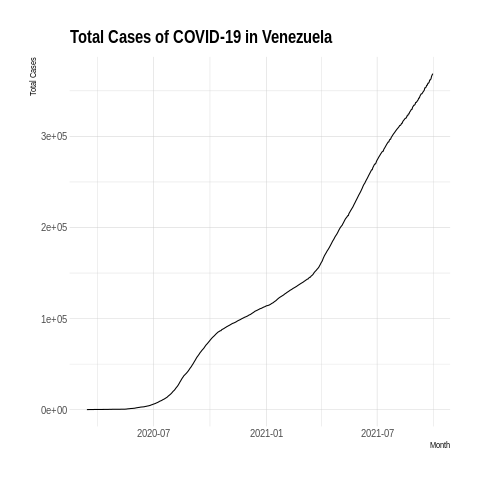 Total Cases of COVID-19 in Venezuela
Total Cases
3e+05
2e+05
1e+05
0e+00
2020-07 2021-01 2021-07
Month